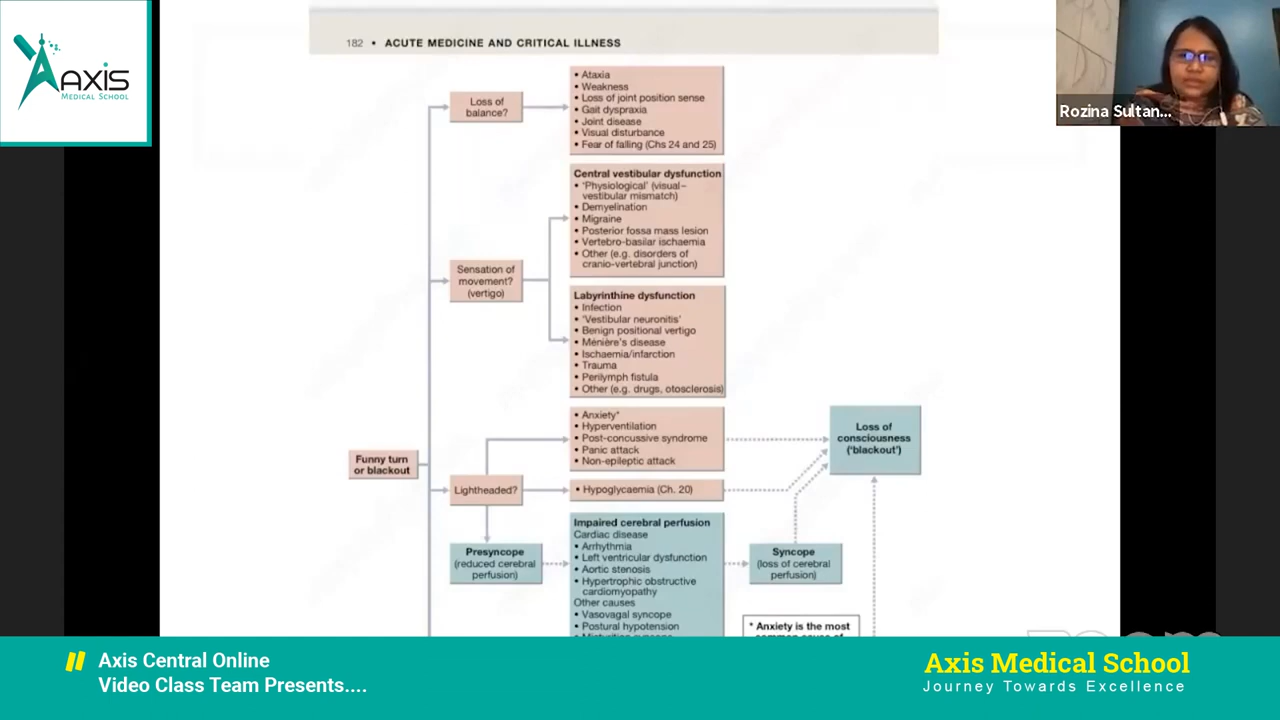 AXIS
MEDICAL SCHOOL
182 • ACUTE MEDICINE AND CRITICAL ILLNESS
Rozina Sultan...
Loss of
balance?
• Ataxia
• Weakness
• Loss of joint position sense
• Gait dyspraxia
• Joint disease
• Visual disturbance
• Fear of falling (Chs 24 and 25)
Sensation of
movement?
(vertigo)
Central vestibular dysfunction
• 'Physiological' (visual–
vestibular mismatch)
• Demyelination
• Migraine
• Posterior fossa mass lesion
• Vertebro-basilar ischaemia
• Other (e.g. disorders of
cranio-vertebral junction)
Labyrinthine dysfunction
• Infection
• 'Vestibular neuronitis'
• Benign positional vertigo
• Ménière's disease
• Ischaemia/infarction
• Trauma
• Perilymph fistula
• Other (e.g. drugs, otosclerosis)
Funny turn
or blackout
Lightheaded?
• Anxiety*
• Hyperventilation
• Post-concussive syndrome
• Panic attack
• Non-epileptic attack
• Hypoglycaemia (Ch. 20)
Loss of
consciousness
('blackout')
Presyncope
(reduced cerebral
perfusion)
Impaired cerebral perfusion
Cardiac disease
• Arrhythmia
• Left ventricular dysfunction
• Aortic stenosis
• Hypertrophic obstructive
cardiomyopathy
Other causes
• Vasovagal syncope
• Postural hypotension
Syncope
(loss of cerebral
perfusion)
* Anxiety is the most
Axis Central Online
Video Class Team Presents....
Axis Medical School
Journey Towards Excellence